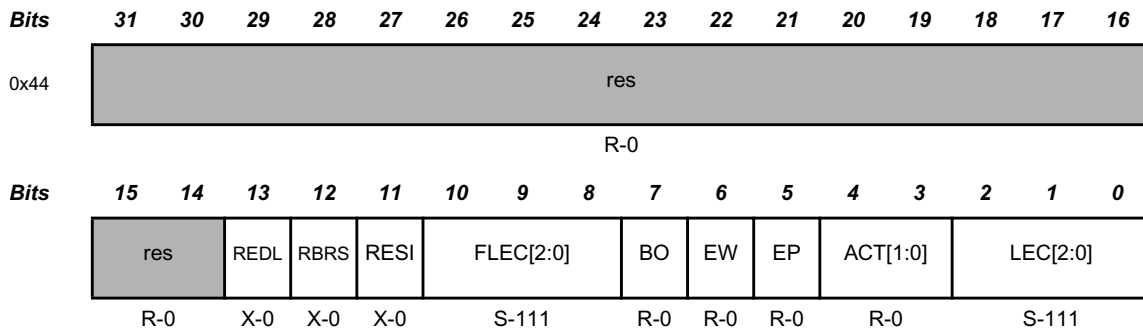 Bits 31 30 29 28 27 26 25 24 23 22 21 20 19 18 17 16
0x44 res
R-0
Bits 15 14 13 12 11 10 9 8 7 6 5 4 3 2 1 0
res REDL RBRS RESI FLEC[2:0] BO EW EP ACT[1:0] LEC[2:0]
R-0 X-0 X-0 X-0 S-111 R-0 R-0 R-0 R-0 S-111